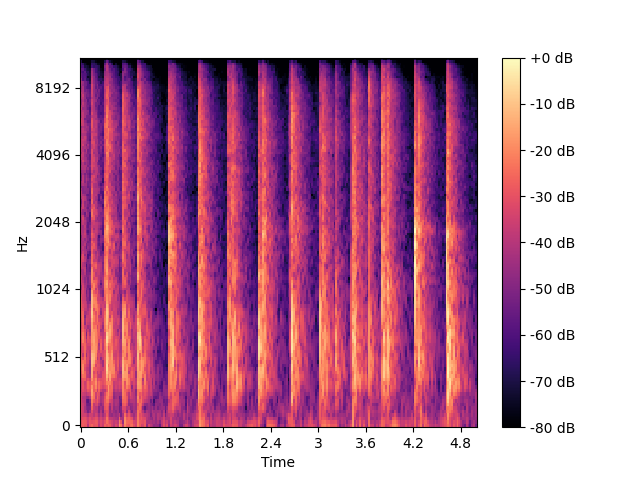 +0 dB
8192
-10 dB
4096
-20 dB
-30 dB
2048
-40 dB
Hz
1024
-50 dB
-60 dB
512
-70 dB
0
-80 dB
0 0.6 1.2 1.8 2.4 3 3.6 4.2 4.8
Time